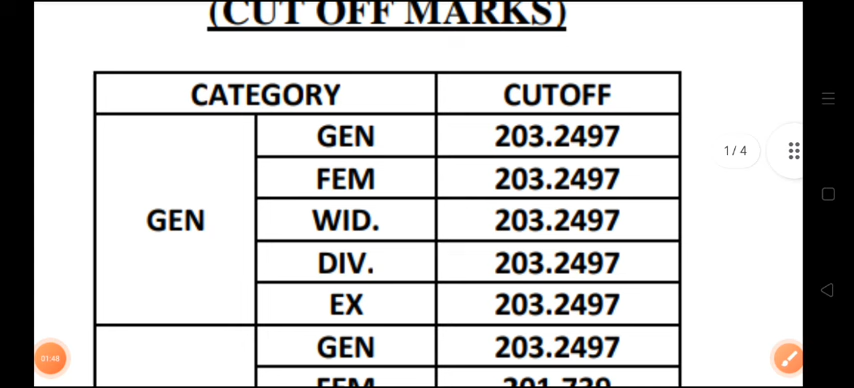 (CUT OFF MARKS)
CATEGORY CUTOFF
GEN GEN 203.2497
FEM 203.2497
WID. 203.2497
DIV. 203.2497
EX 203.2497
GEN 203.2497
FEM 201.739
1 / 4
01:48